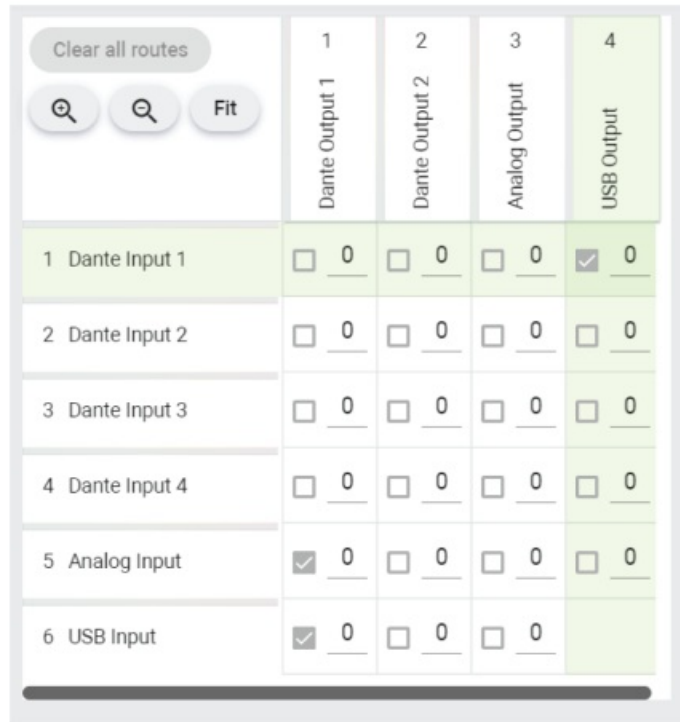 Clear all routes
Fit
1 2 3 4
Dante Output 1
Dante Output 2
Analog Output
USB Output
1 Dante Input 1 0 0 0 0
2 Dante Input 2 0 0 0 0
3 Dante Input 3 0 0 0 0
4 Dante Input 4 0 0 0 0
5 Analog Input 0 0 0 0
6 USB Input 0 0 0